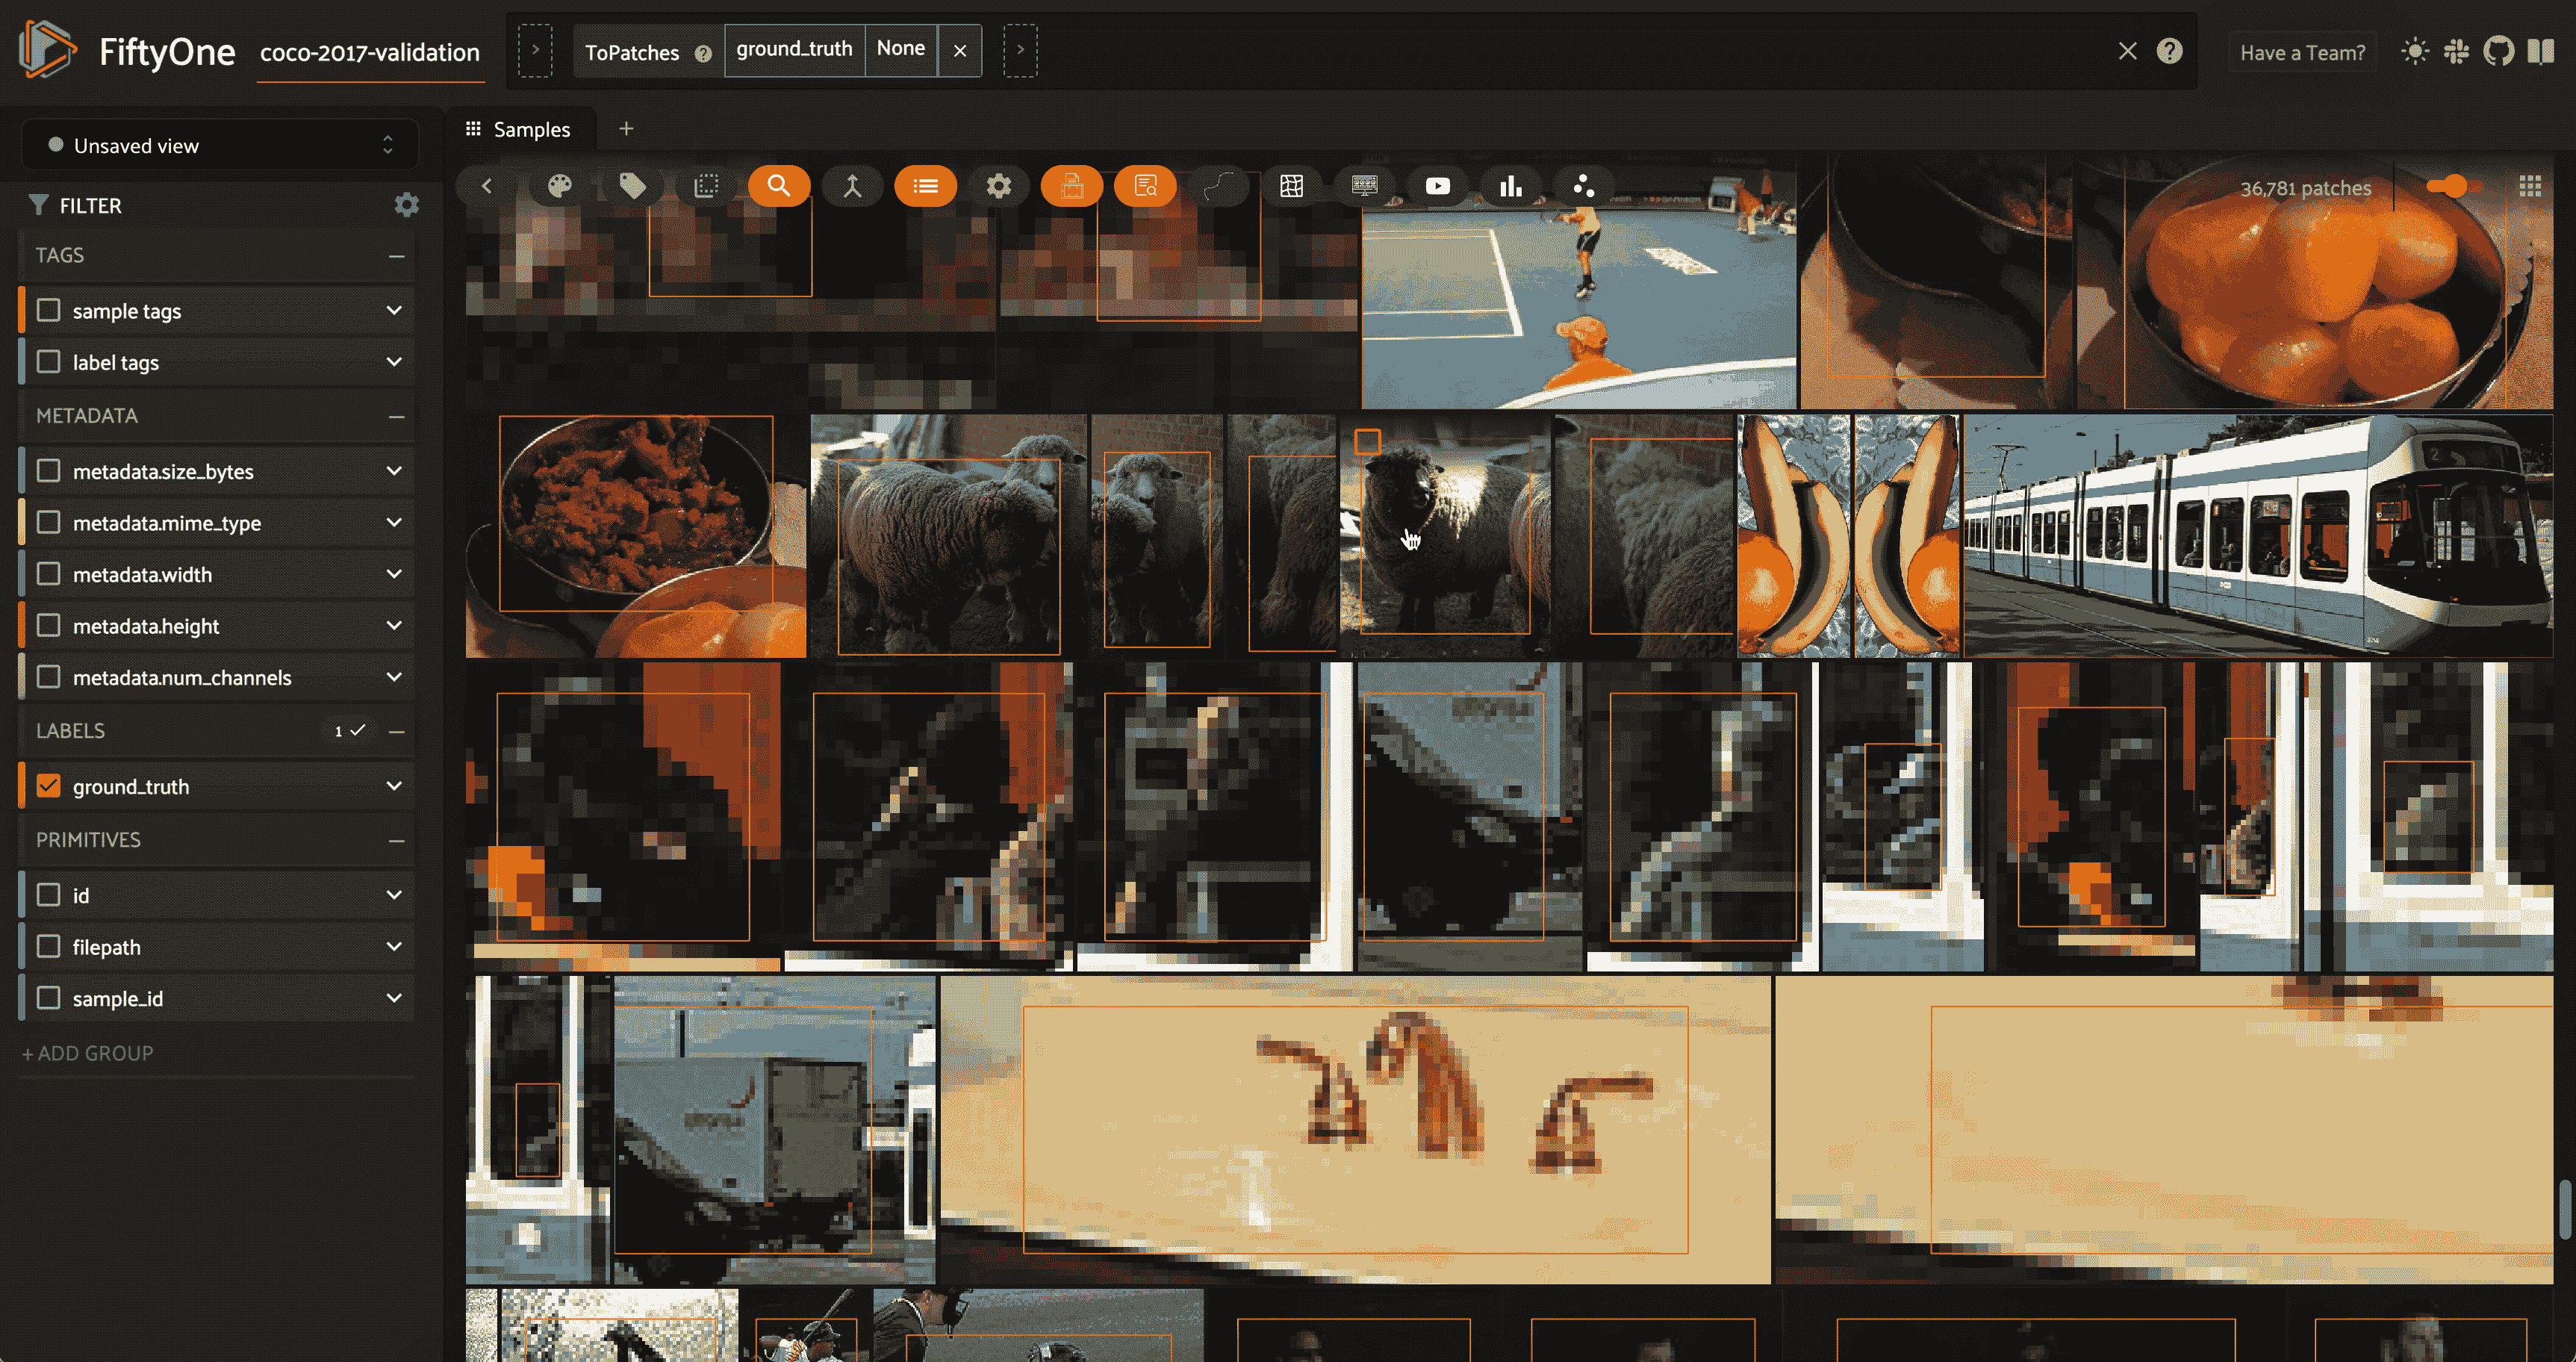 FiftyOne
coco-2017-validation
ToPatches
ground_truth
None
Have a Team?
Unsaved view
Samples
36,781 patches
FILTER
TAGS
sample tags
label tags
METADATA
metadata.size_bytes
metadata.mime_type
metadata.width
metadata.height
metadata.num_channels
LABELS
1
ground_truth
PRIMITIVES
id
filepath
sample_id
+ ADD GROUP
2